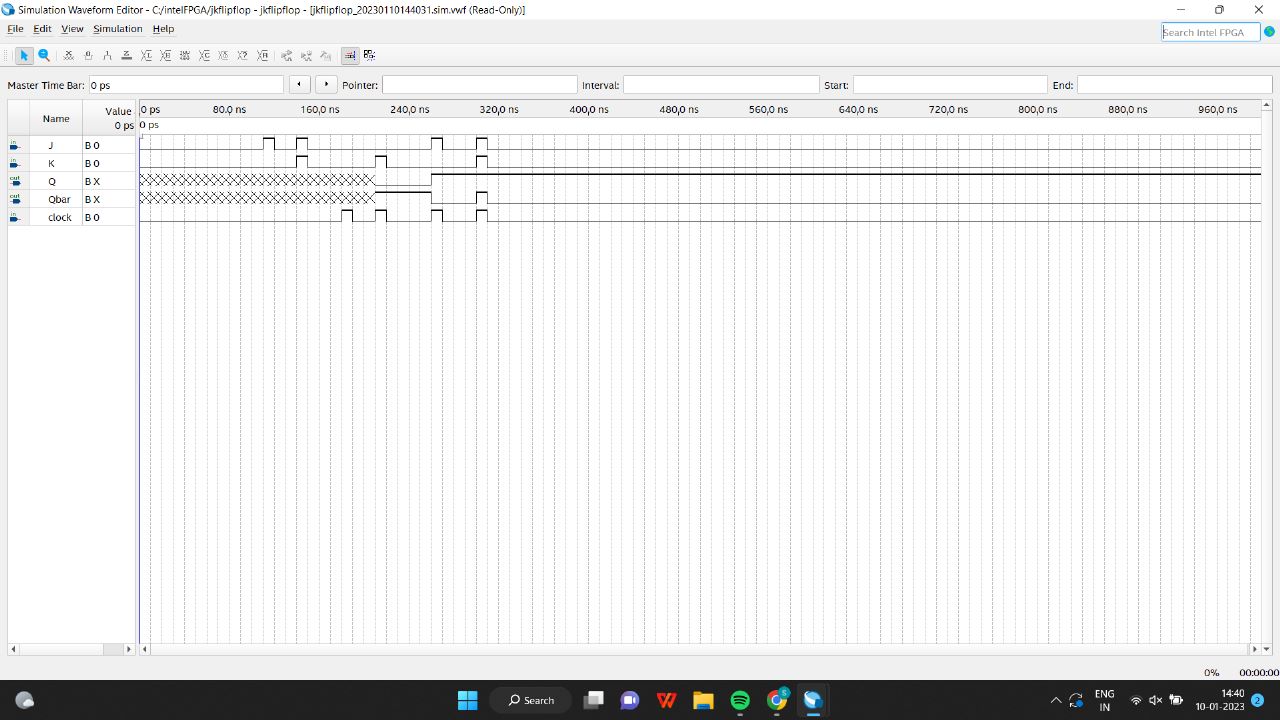 Simulation Waveform Editor - C:/intelFPGA/jkflipflop - jkflipflop - [jkflipflop_20230110144031.sim.vwf (Read-Only)]
File Edit View Simulation Help
Search Intel FPGA
Master Time Bar: 0 ps Pointer: Interval: Start: End:
Name Value 0 ps
0 ps 80.0 ns 160.0 ns 240.0 ns 320.0 ns 400.0 ns 480.0 ns 560.0 ns 640.0 ns 720.0 ns 800.0 ns 880.0 ns 960.0 ns
0 ps
in J B 0
in K B 0
out Q B X
out Qbar B X
in clock B 0
0% 00:00:00
Search
S
ENG
IN
14:40
10-01-2023
2